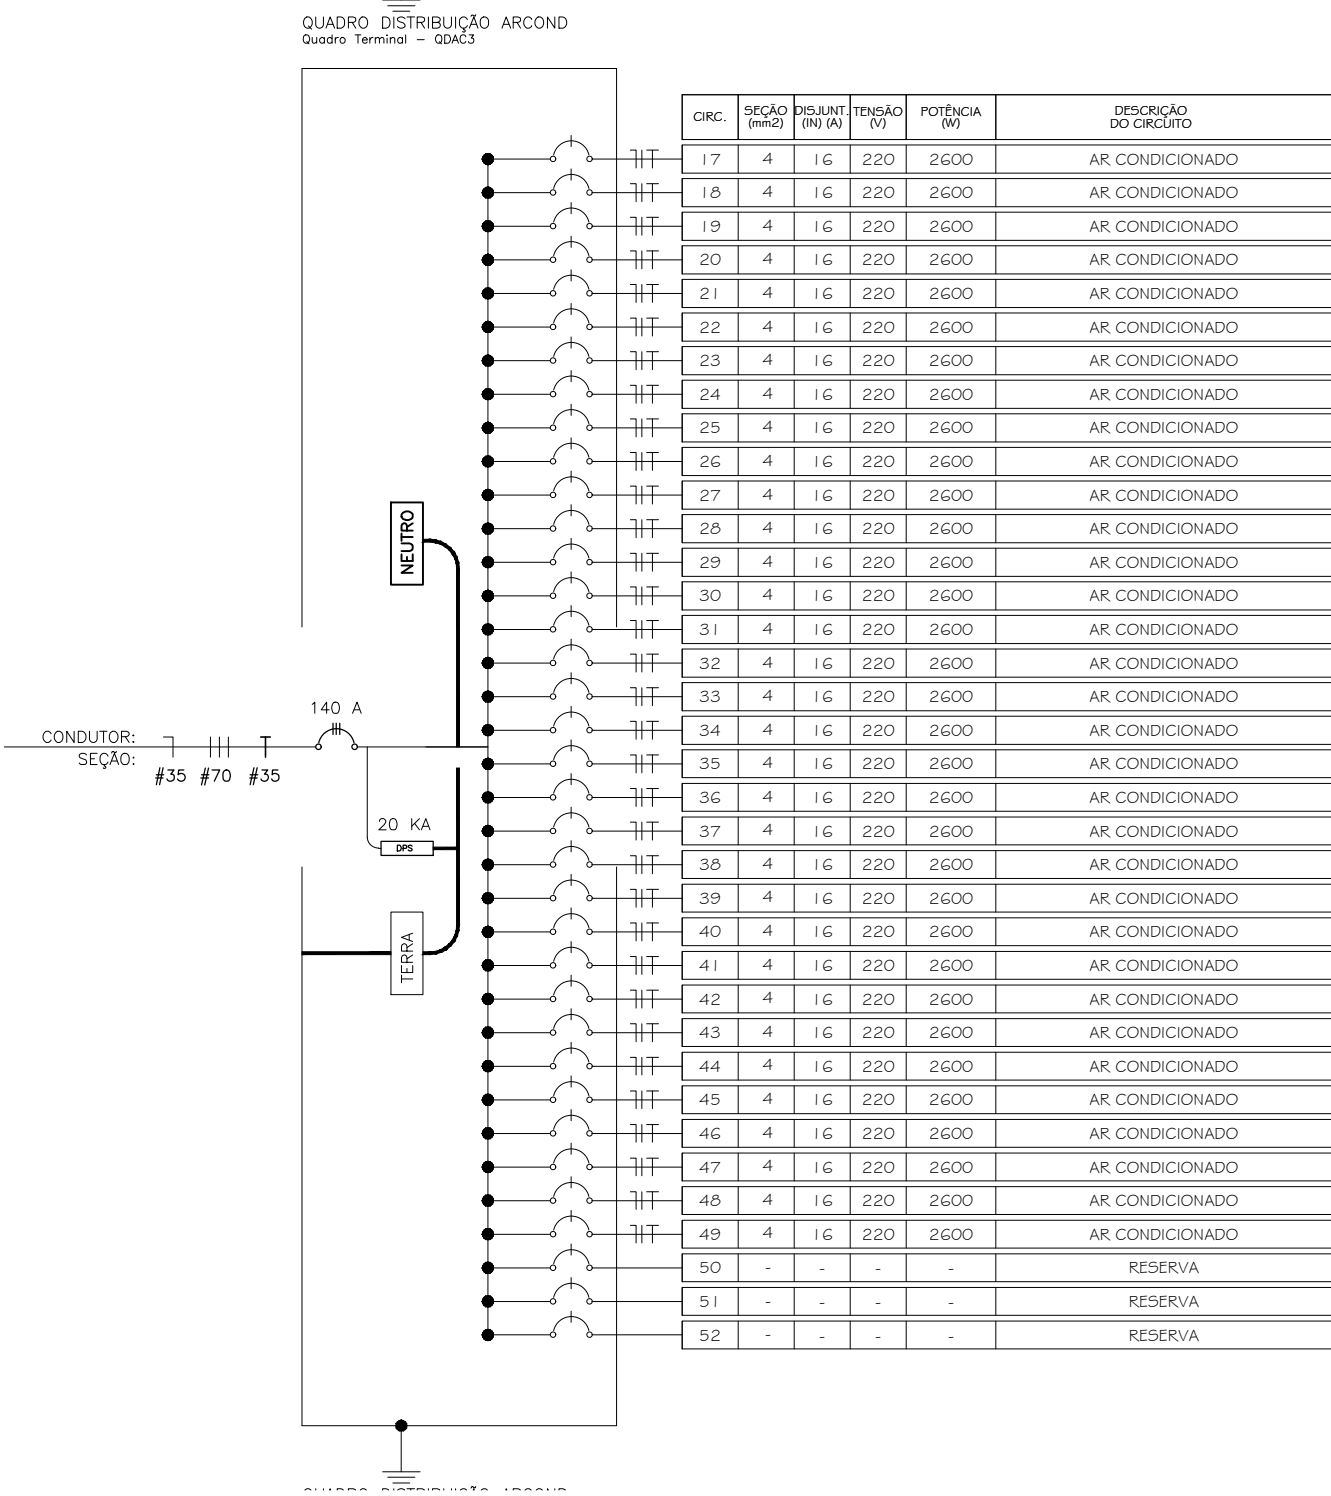 QUADRO DISTRIBUIÇÃO ARCOND
Quadro Terminal – QDAC3
CIRC. SEÇÃO (mm2) DISJUNT. (IN) (A) TENSÃO (V) POTÊNCIA (W) DESCRIÇÃO DO CIRCUITO
17 4 16 220 2600 AR CONDICIONADO
18 4 16 220 2600 AR CONDICIONADO
19 4 16 220 2600 AR CONDICIONADO
20 4 16 220 2600 AR CONDICIONADO
21 4 16 220 2600 AR CONDICIONADO
22 4 16 220 2600 AR CONDICIONADO
23 4 16 220 2600 AR CONDICIONADO
24 4 16 220 2600 AR CONDICIONADO
25 4 16 220 2600 AR CONDICIONADO
26 4 16 220 2600 AR CONDICIONADO
27 4 16 220 2600 AR CONDICIONADO
28 4 16 220 2600 AR CONDICIONADO
29 4 16 220 2600 AR CONDICIONADO
30 4 16 220 2600 AR CONDICIONADO
31 4 16 220 2600 AR CONDICIONADO
32 4 16 220 2600 AR CONDICIONADO
33 4 16 220 2600 AR CONDICIONADO
34 4 16 220 2600 AR CONDICIONADO
35 4 16 220 2600 AR CONDICIONADO
36 4 16 220 2600 AR CONDICIONADO
37 4 16 220 2600 AR CONDICIONADO
38 4 16 220 2600 AR CONDICIONADO
39 4 16 220 2600 AR CONDICIONADO
40 4 16 220 2600 AR CONDICIONADO
41 4 16 220 2600 AR CONDICIONADO
42 4 16 220 2600 AR CONDICIONADO
43 4 16 220 2600 AR CONDICIONADO
44 4 16 220 2600 AR CONDICIONADO
45 4 16 220 2600 AR CONDICIONADO
46 4 16 220 2600 AR CONDICIONADO
47 4 16 220 2600 AR CONDICIONADO
48 4 16 220 2600 AR CONDICIONADO
49 4 16 220 2600 AR CONDICIONADO
50 - - - - RESERVA
51 - - - - RESERVA
52 - - - - RESERVA
NEUTRO
140 A
CONDUTOR:
SEÇÃO:
#35 #70 #35
20 KA
DPS
TERRA
QUADRO DISTRIBUIÇÃO ARCOND